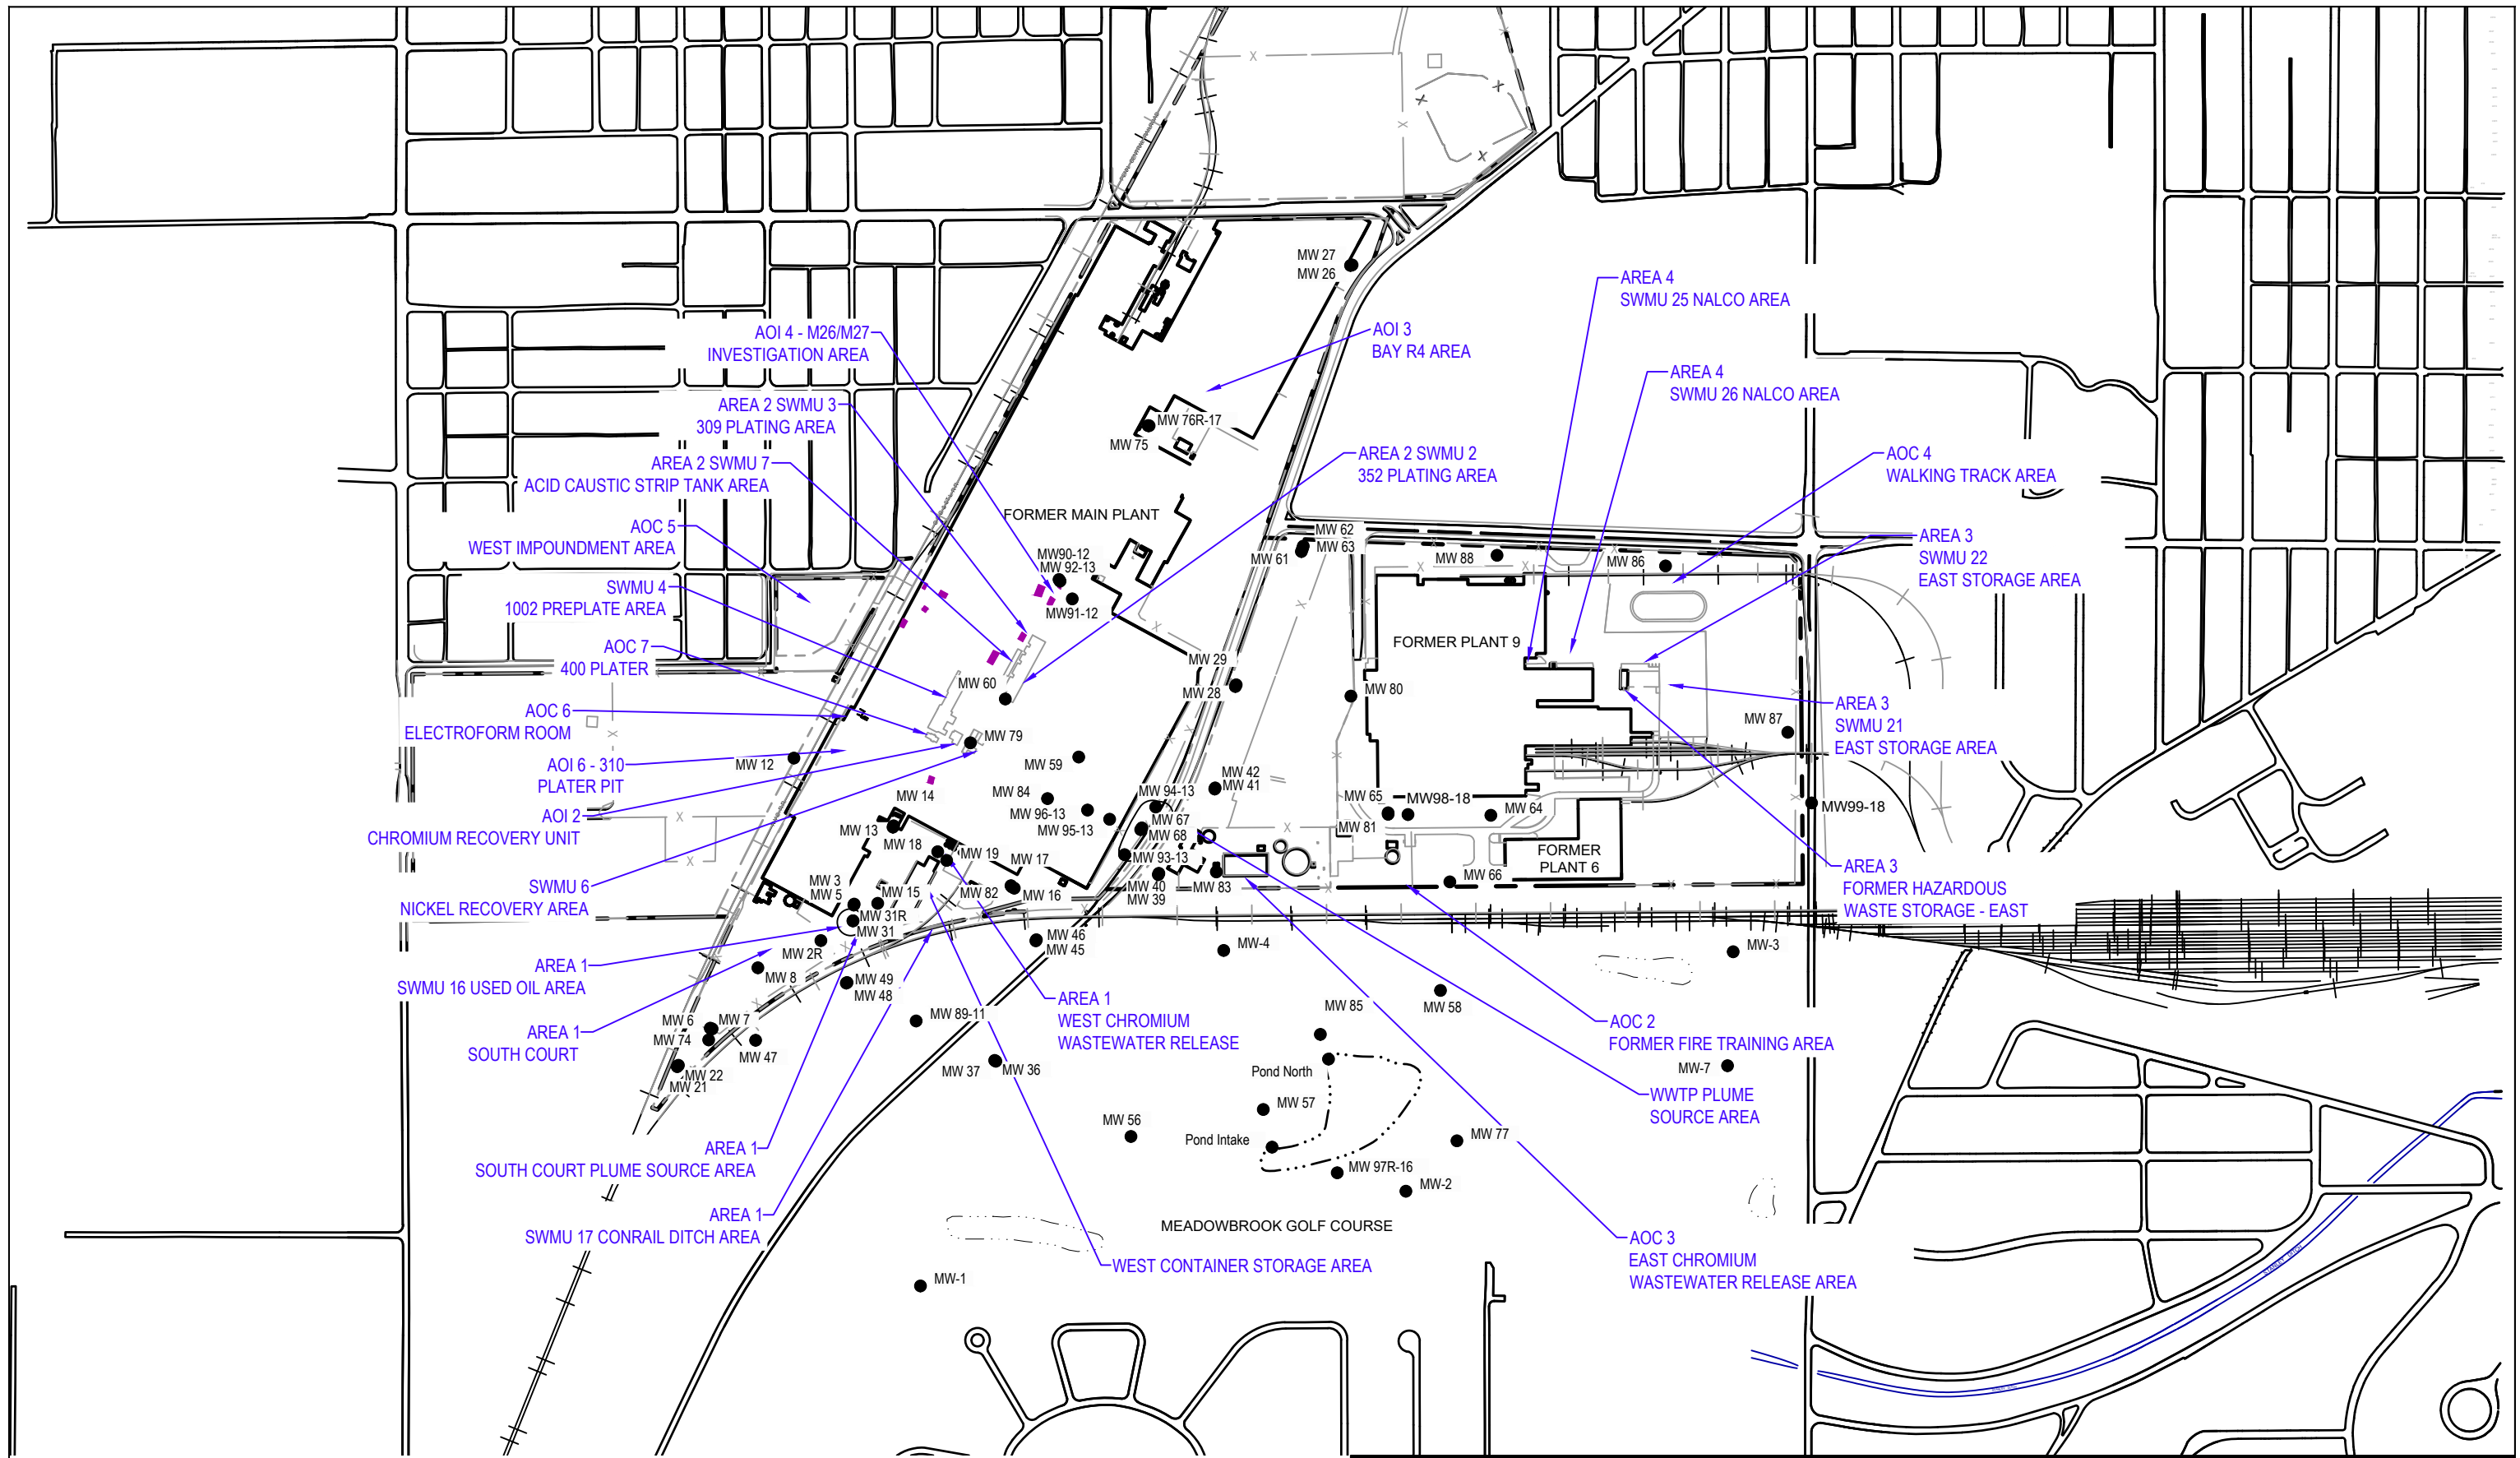 MW 27
MW 26
AREA 4
SWMU 25 NALCO AREA
AOI 4 - M26/M27
INVESTIGATION AREA
AOI 3
BAY R4 AREA
AREA 4
SWMU 26 NALCO AREA
AREA 2 SWMU 3
309 PLATING AREA
MW 76R-17
MW 75
AREA 2 SWMU 7
ACID CAUSTIC STRIP TANK AREA
AREA 2 SWMU 2
352 PLATING AREA
AOC 4
WALKING TRACK AREA
FORMER MAIN PLANT
AOC 5
WEST IMPOUNDMENT AREA
MW 62
MW 63
MW 61
MW 88
MW 86
AREA 3
SWMU 22
EAST STORAGE AREA
MW90-12
MW 92-13
MW91-12
SWMU 4
1002 PREPLATE AREA
FORMER PLANT 9
AOC 7
400 PLATER
MW 29
MW 28
MW 60
MW 80
AOC 6
ELECTROFORM ROOM
AREA 3
SWMU 21
EAST STORAGE AREA
MW 87
MW 79
AOI 6 - 310
PLATER PIT
MW 12
MW 59
MW 42
MW 41
MW 84
MW 14
MW 94-13
MW 96-13
MW 95-13
MW 65
MW98-18
MW 64
MW99-18
AOI 2
CHROMIUM RECOVERY UNIT
MW 13
MW 67
MW 68
MW 81
MW 18
MW 19
MW 17
MW 93-13
FORMER
PLANT 6
AREA 3
FORMER HAZARDOUS
WASTE STORAGE - EAST
SWMU 6
NICKEL RECOVERY AREA
MW 3
MW 5
MW 15
MW 82
MW 16
MW 40
MW 39
MW 83
MW 66
MW 31R
MW 31
MW 46
MW 45
MW-4
MW-3
MW 2R
AREA 1
SWMU 16 USED OIL AREA
MW 8
MW 49
MW 48
MW 58
MW 85
MW 89-11
AREA 1
WEST CHROMIUM
WASTEWATER RELEASE
AOC 2
FORMER FIRE TRAINING AREA
AREA 1
SOUTH COURT
MW 6
MW 7
MW 74
MW 47
MW 22
MW 21
MW 37
MW 36
Pond North
MW-7
WWTP PLUME
SOURCE AREA
MW 57
MW 56
Pond Intake
MW 77
AREA 1
SOUTH COURT PLUME SOURCE AREA
MW 97R-16
MW-2
AREA 1
SWMU 17 CONRAIL DITCH AREA
MEADOWBROOK GOLF COURSE
AOC 3
EAST CHROMIUM
WASTEWATER RELEASE AREA
WEST CONTAINER STORAGE AREA
MW-1